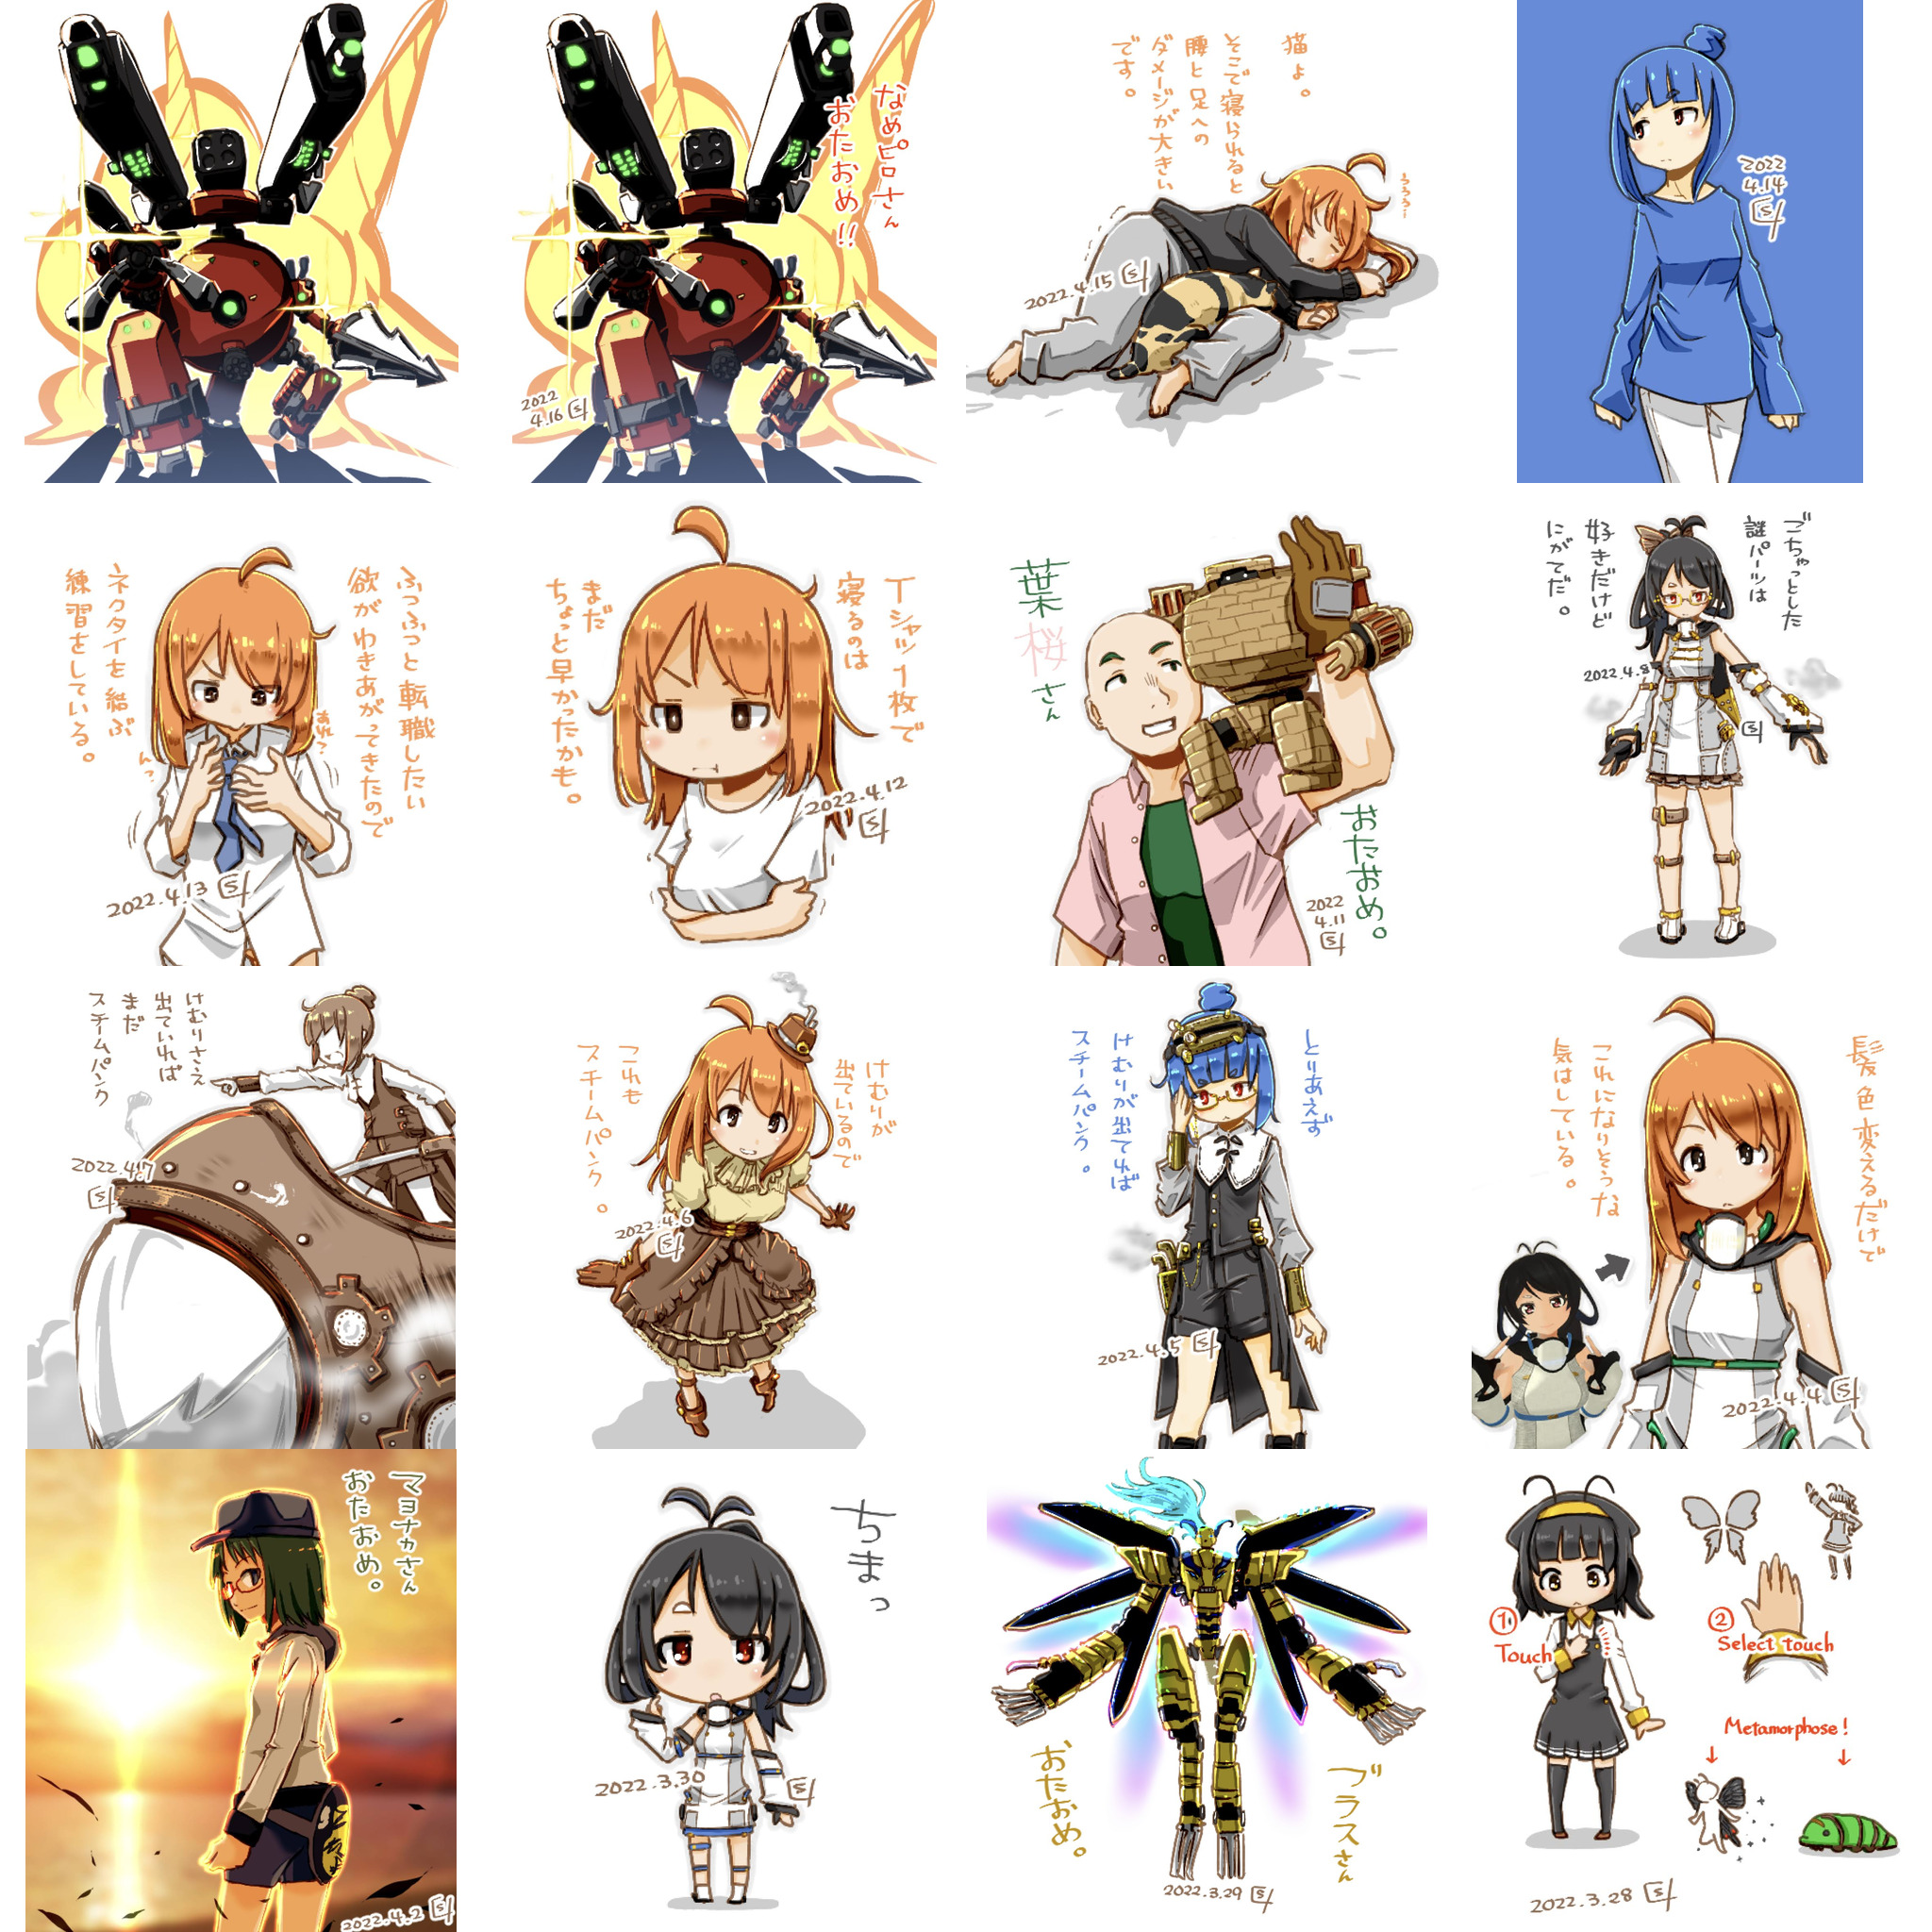 なめピロさん
おたおめ!!
2022
4.16
猫よ。
そこで寝られると
腰と足への
ダメージが大きい
です。
うううー
2022.4.15
2022
4.14
ふつふつと転職したい
欲がわきあがってきたので
ネクタイを結ぶ
練習をしている。
あれ?
んっ
2022.4.13
Tシャツ1枚で
寝るのは
まだ
ちょっと早かったかも。
2022.4.12
葉桜さん
おたおめ。
2022
4.11
ごちゃっとした
謎パーツは
好きだけど
にがてだ。
2022.4.8
けむりさえ
出ていれば
まだ
スチームパンク
2022.4.7
けむりが
出ているので
これも
スチームパンク。
2022.4.6
とりあえず
けむりが出てれば
スチームパンク。
2022.4.5
髪色変えるだけで
これになりそうな
気はしている。
2022.4.4
マヨナカさん
おたおめ。
2022.4.2
ちまっ
2022.3.30
ブラスさん
おたおめ。
2022.3.29
① Touch
② Select touch
Metamorphose!
2022.3.28